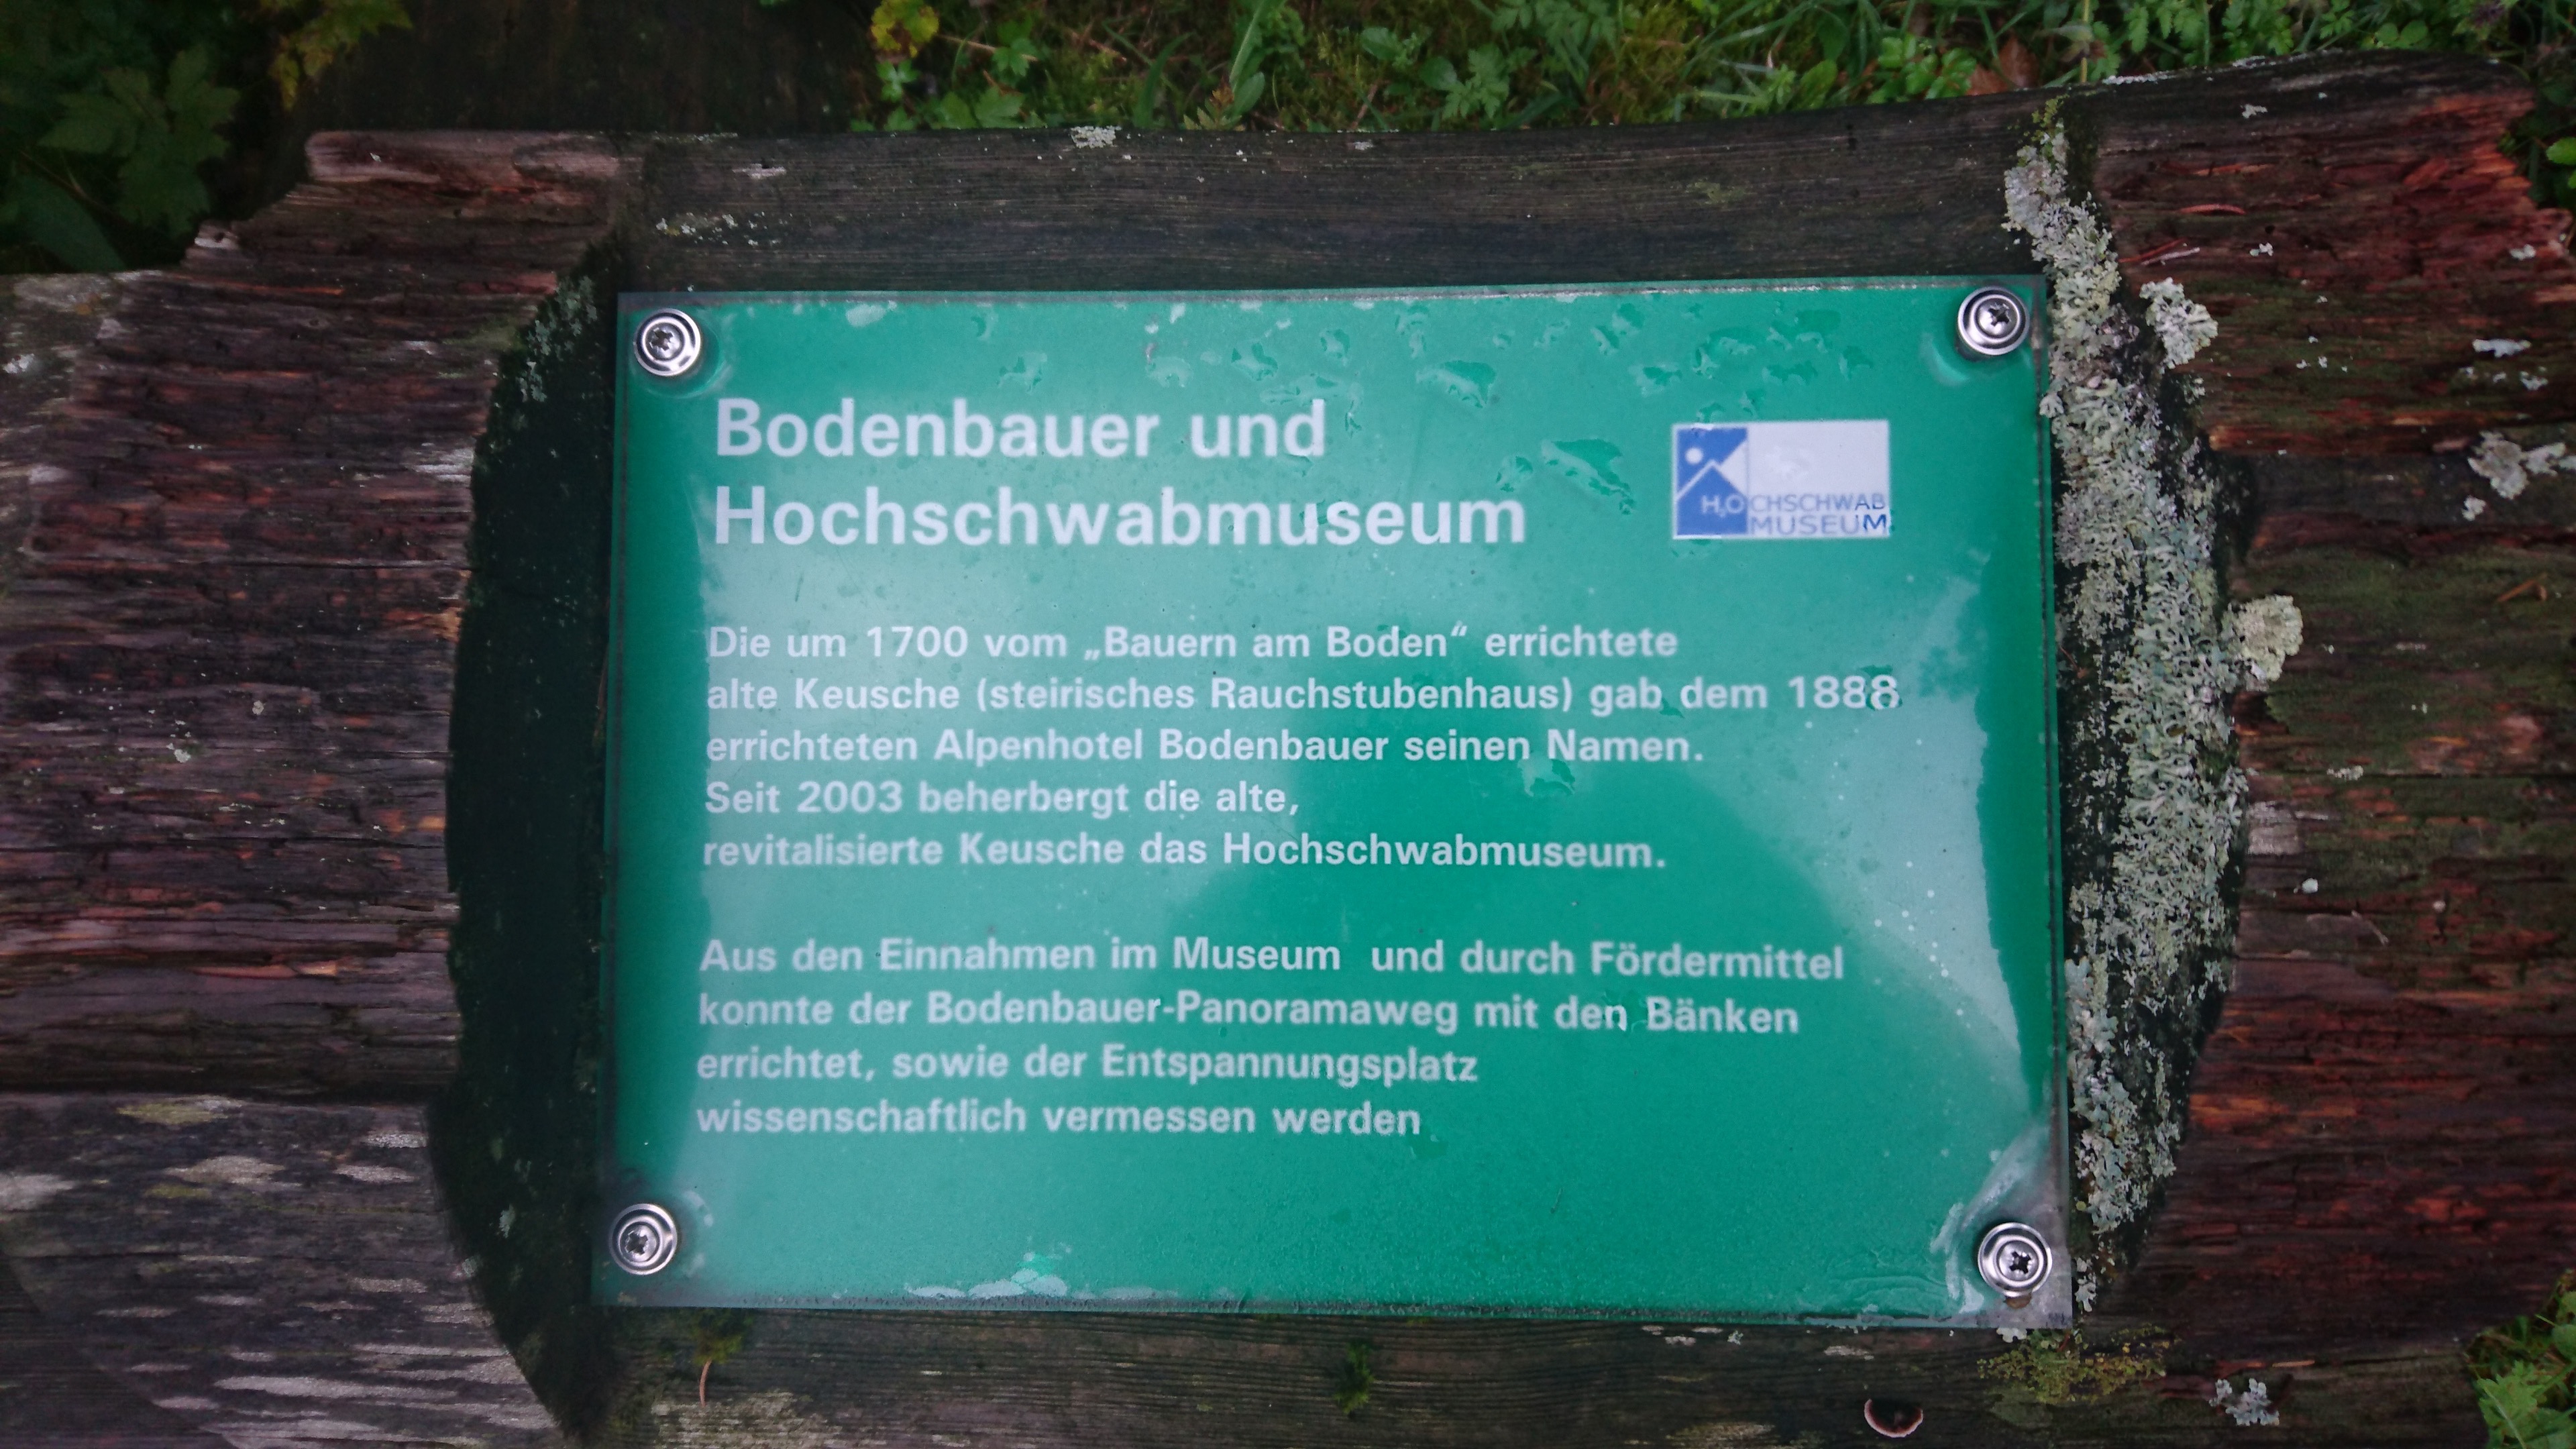 Bodenbauer und
Hochschwabmuseum
H2OCHSCHWAB
MUSEUM
Die um 1700 vom „Bauern am Boden“ errichtete
alte Keusche (steirisches Rauchstubenhaus) gab dem 1888
errichteten Alpenhotel Bodenbauer seinen Namen.
Seit 2003 beherbergt die alte,
revitalisierte Keusche das Hochschwabmuseum.
Aus den Einnahmen im Museum und durch Fördermittel
konnte der Bodenbauer-Panoramaweg mit den Bänken
errichtet, sowie der Entspannungsplatz
wissenschaftlich vermessen werden